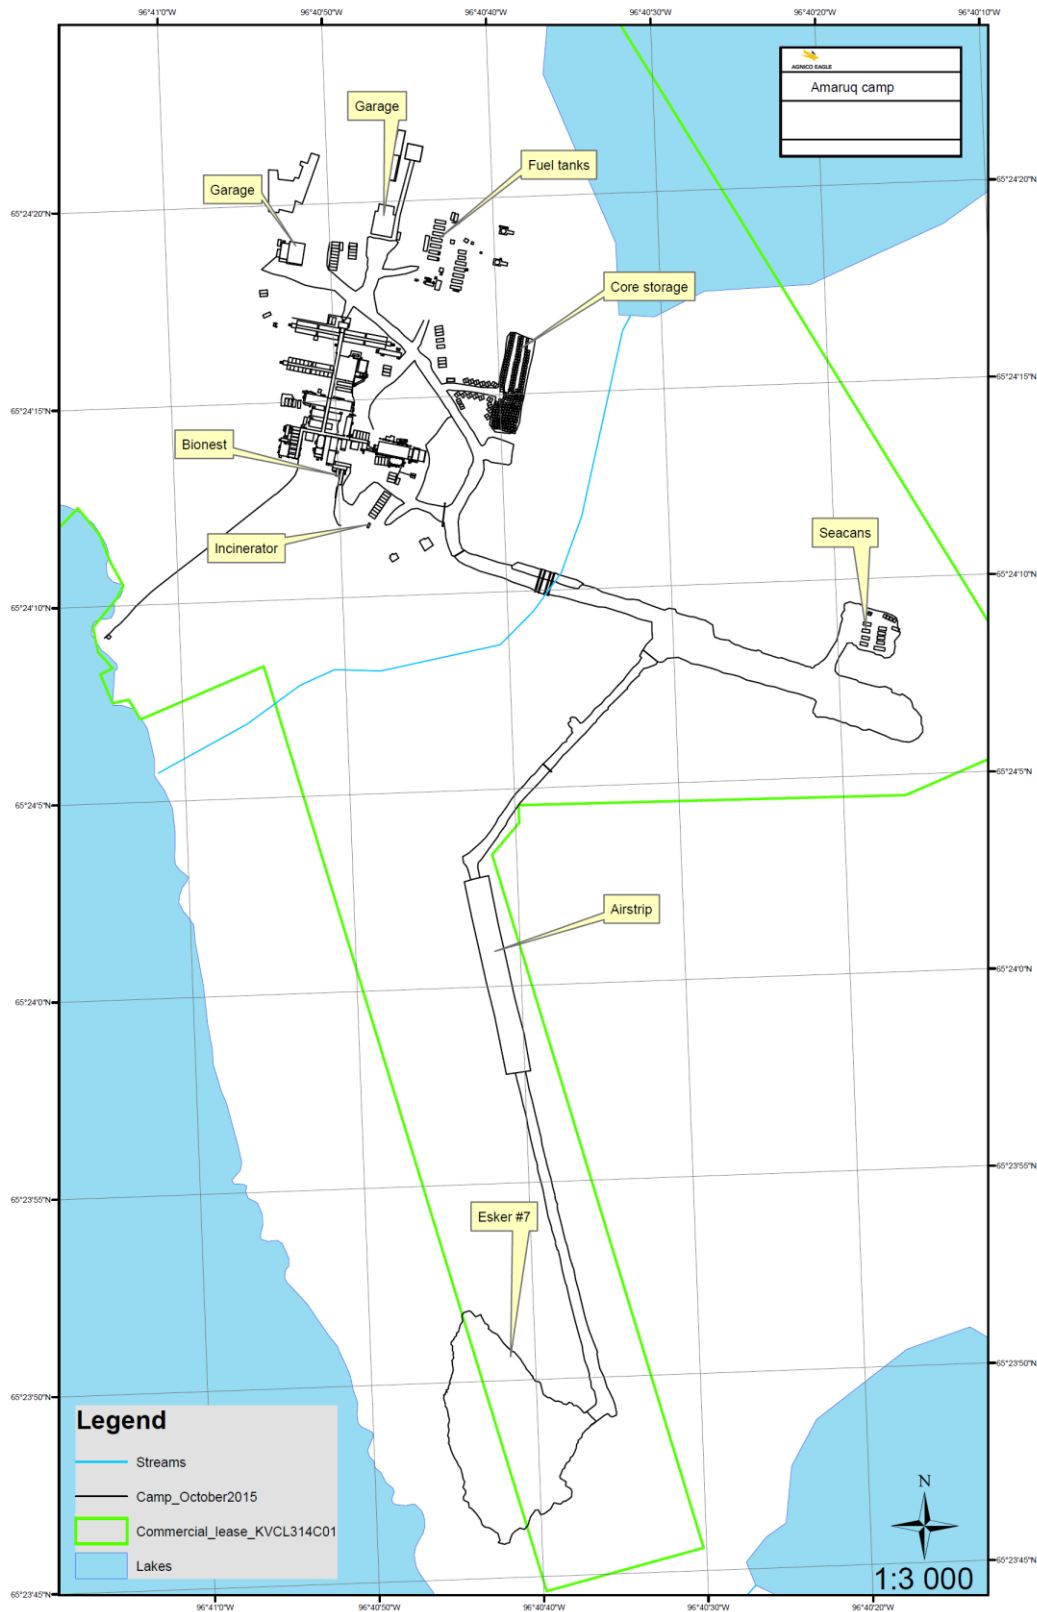 96°41'0"W
96°40'50"W
96°40'40"W
96°40'30"W
96°40'20"W
96°40'10"W
AGNICO EAGLE
Amaruq camp
Garage
Garage
Fuel tanks
65°24'20"N
65°24'20"N
Core storage
65°24'15"N
65°24'15"N
Bionest
Incinerator
Seacans
65°24'10"N
65°24'10"N
65°24'5"N
65°24'5"N
Airstrip
65°24'0"N
65°24'0"N
65°23'55"N
65°23'55"N
Esker #7
65°23'50"N
65°23'50"N
Legend
Streams
Camp_October2015
Commercial_lease_KVCL314C01
Lakes
N
1:3 000
65°23'45"N
65°23'45"N
96°41'0"W
96°40'50"W
96°40'40"W
96°40'30"W
96°40'20"W